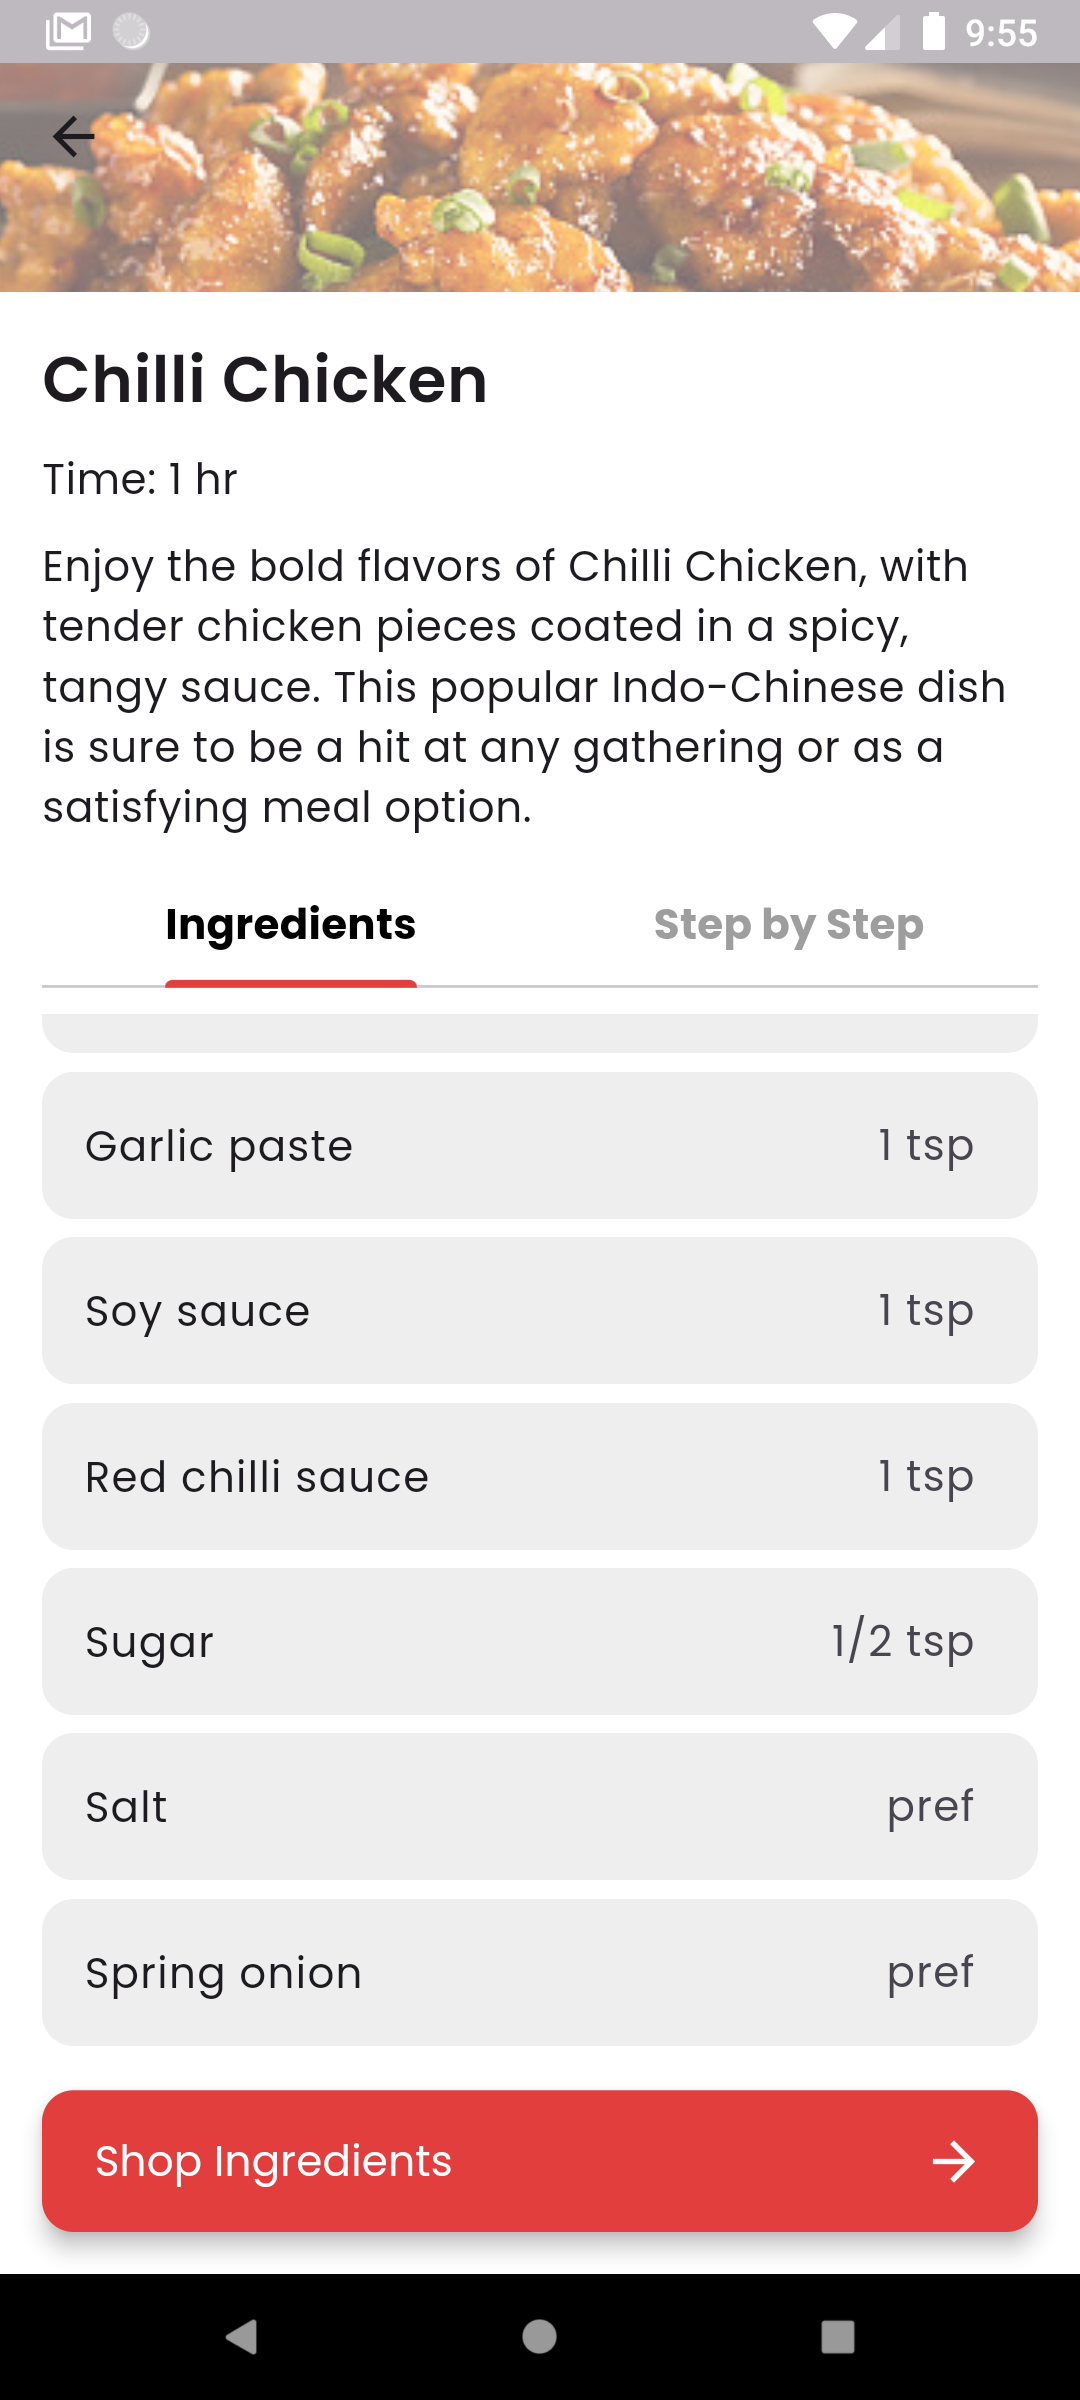 9:55
Chilli Chicken
Time: 1 hr
Enjoy the bold flavors of Chilli Chicken, with
tender chicken pieces coated in a spicy,
tangy sauce. This popular Indo-Chinese dish
is sure to be a hit at any gathering or as a
satisfying meal option.
Ingredients Step by Step
Garlic paste 1 tsp
Soy sauce 1 tsp
Red chilli sauce 1 tsp
Sugar 1/2 tsp
Salt pref
Spring onion pref
Shop Ingredients